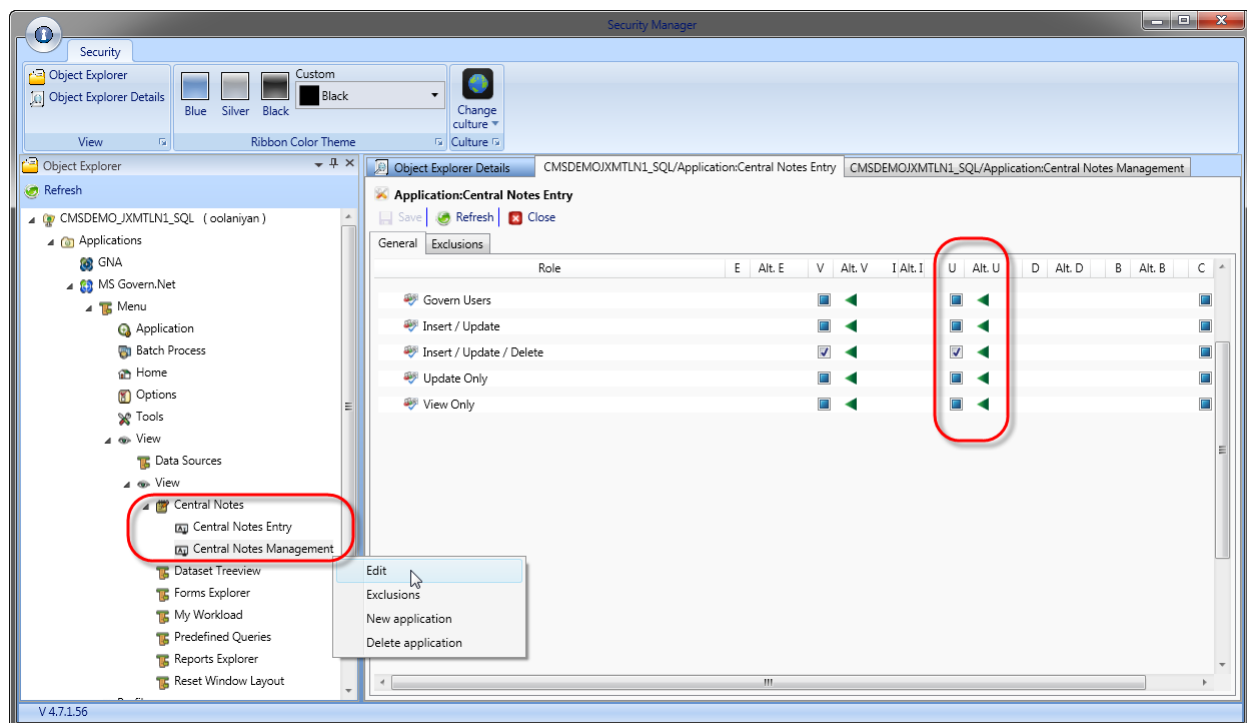 Security Manager
Security
Object Explorer
Object Explorer Details
Blue Silver Black
Custom
Black
Change culture
View
Ribbon Color Theme
Culture
Object Explorer
Refresh
CMSDEMO_JXMTLN1_SQL ( oolaniyan )
Applications
GNA
MS Govern.Net
Menu
Application
Batch Process
Home
Options
Tools
View
Data Sources
View
Central Notes
Central Notes Entry
Central Notes Management
Dataset Treeview
Forms Explorer
My Workload
Predefined Queries
Reports Explorer
Reset Window Layout
Edit
Exclusions
New application
Delete application
Object Explorer Details
CMSDEMOJXMTLN1_SQL/Application:Central Notes Entry
CMSDEMOJXMTLN1_SQL/Application:Central Notes Management
Application:Central Notes Entry
Save Refresh Close
General Exclusions
Role E Alt. E V Alt. V I Alt. I U Alt. U D Alt. D B Alt. B C
Govern Users
Insert / Update
Insert / Update / Delete
Update Only
View Only
V 4.7.1.56